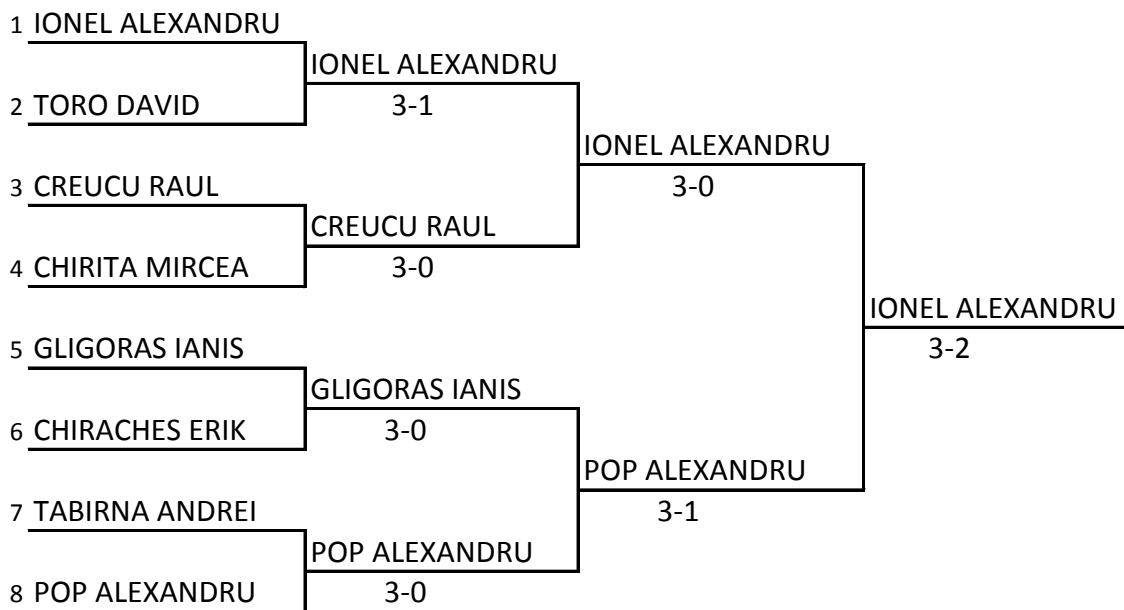 1 IONEL ALEXANDRU
IONEL ALEXANDRU
2 TORO DAVID
3-1
IONEL ALEXANDRU
3 CREUCU RAUL
3-0
CREUCU RAUL
4 CHIRITA MIRCEA
3-0
IONEL ALEXANDRU
5 GLIGORAS IANIS
3-2
GLIGORAS IANIS
6 CHIRACHES ERIK
3-0
POP ALEXANDRU
7 TABIRNA ANDREI
3-1
POP ALEXANDRU
8 POP ALEXANDRU
3-0